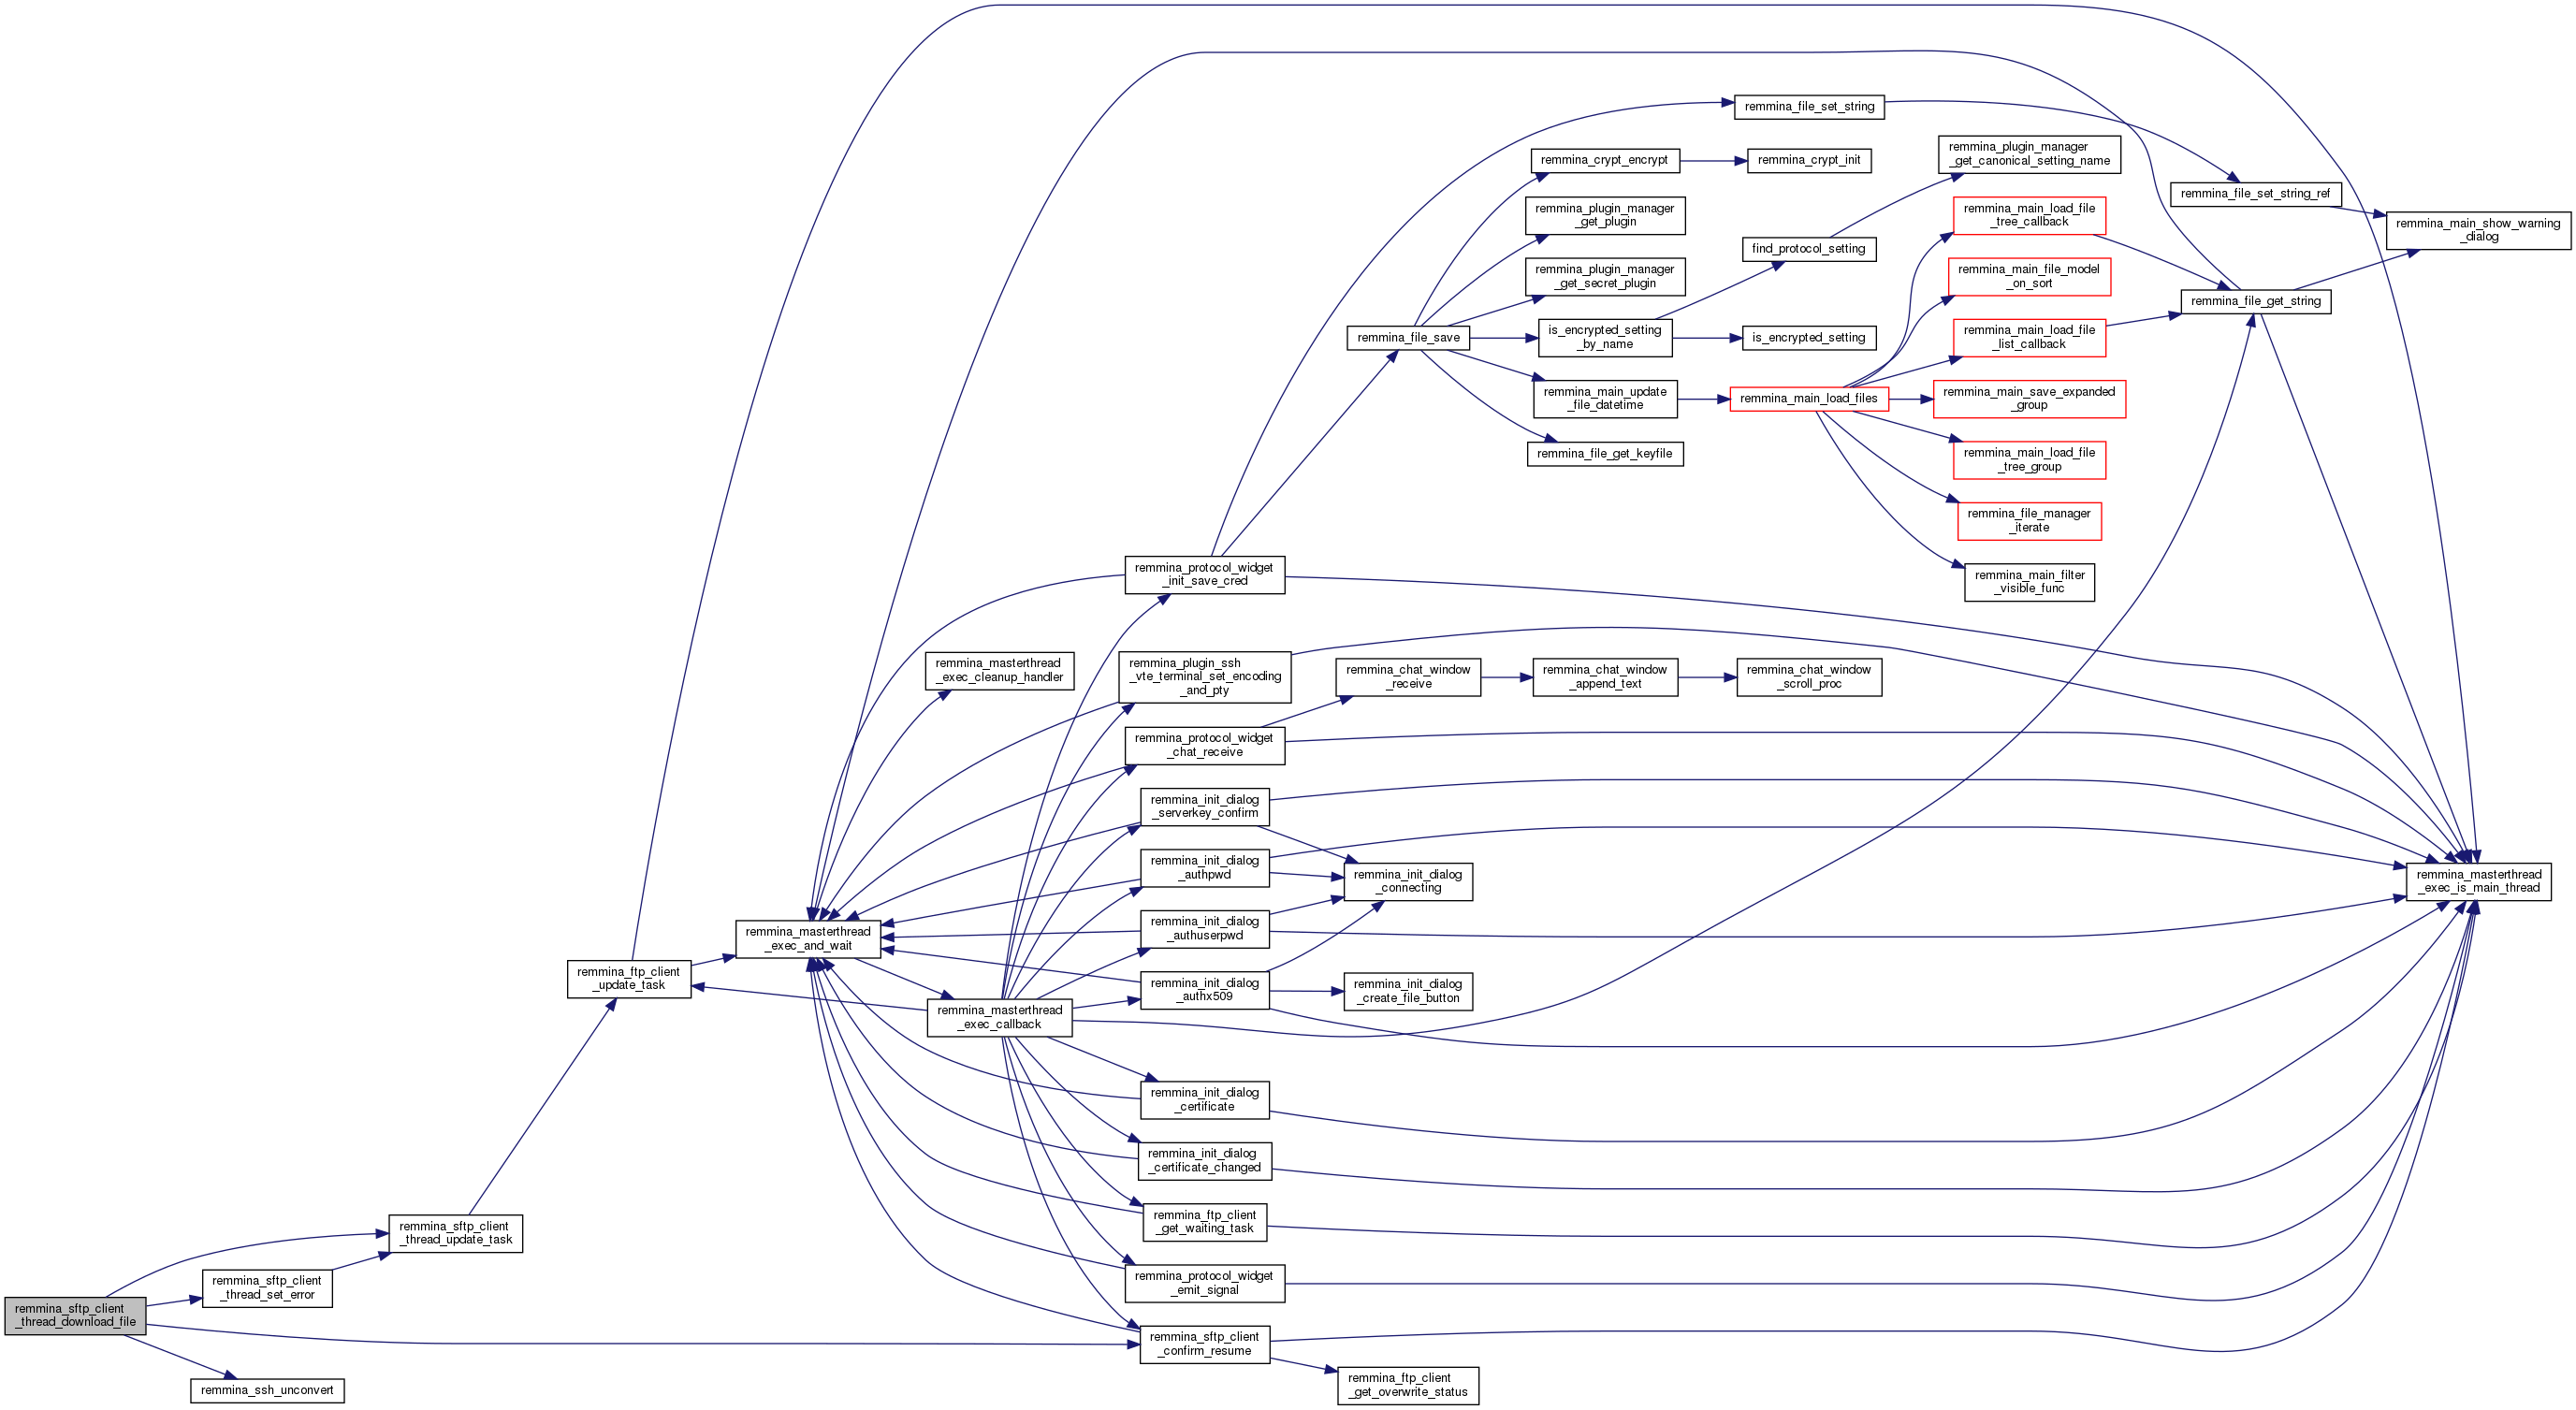 remmina_sftp_client
_thread_download_file
remmina_sftp_client
_thread_update_task
remmina_sftp_client
_thread_set_error
remmina_ssh_unconvert
remmina_ftp_client
_update_task
remmina_masterthread
_exec_and_wait
remmina_masterthread
_exec_cleanup_handler
remmina_masterthread
_exec_callback
remmina_protocol_widget
_init_save_cred
remmina_plugin_ssh
_vte_terminal_set_encoding
_and_pty
remmina_protocol_widget
_chat_receive
remmina_init_dialog
_serverkey_confirm
remmina_init_dialog
_authpwd
remmina_init_dialog
_authuserpwd
remmina_init_dialog
_authx509
remmina_init_dialog
_certificate
remmina_init_dialog
_certificate_changed
remmina_ftp_client
_get_waiting_task
remmina_protocol_widget
_emit_signal
remmina_sftp_client
_confirm_resume
remmina_file_save
remmina_chat_window
_receive
remmina_init_dialog
_connecting
remmina_init_dialog
_create_file_button
remmina_ftp_client
_get_overwrite_status
remmina_crypt_encrypt
remmina_plugin_manager
_get_plugin
remmina_plugin_manager
_get_secret_plugin
is_encrypted_setting
_by_name
remmina_main_update
_file_datetime
remmina_file_get_keyfile
remmina_chat_window
_append_text
remmina_file_set_string
remmina_crypt_init
find_protocol_setting
is_encrypted_setting
remmina_main_load_files
remmina_chat_window
_scroll_proc
remmina_plugin_manager
_get_canonical_setting_name
remmina_main_load_file
_tree_callback
remmina_main_file_model
_on_sort
remmina_main_load_file
_list_callback
remmina_main_save_expanded
_group
remmina_main_load_file
_tree_group
remmina_file_manager
_iterate
remmina_main_filter
_visible_func
remmina_file_set_string_ref
remmina_file_get_string
remmina_main_show_warning
_dialog
remmina_masterthread
_exec_is_main_thread